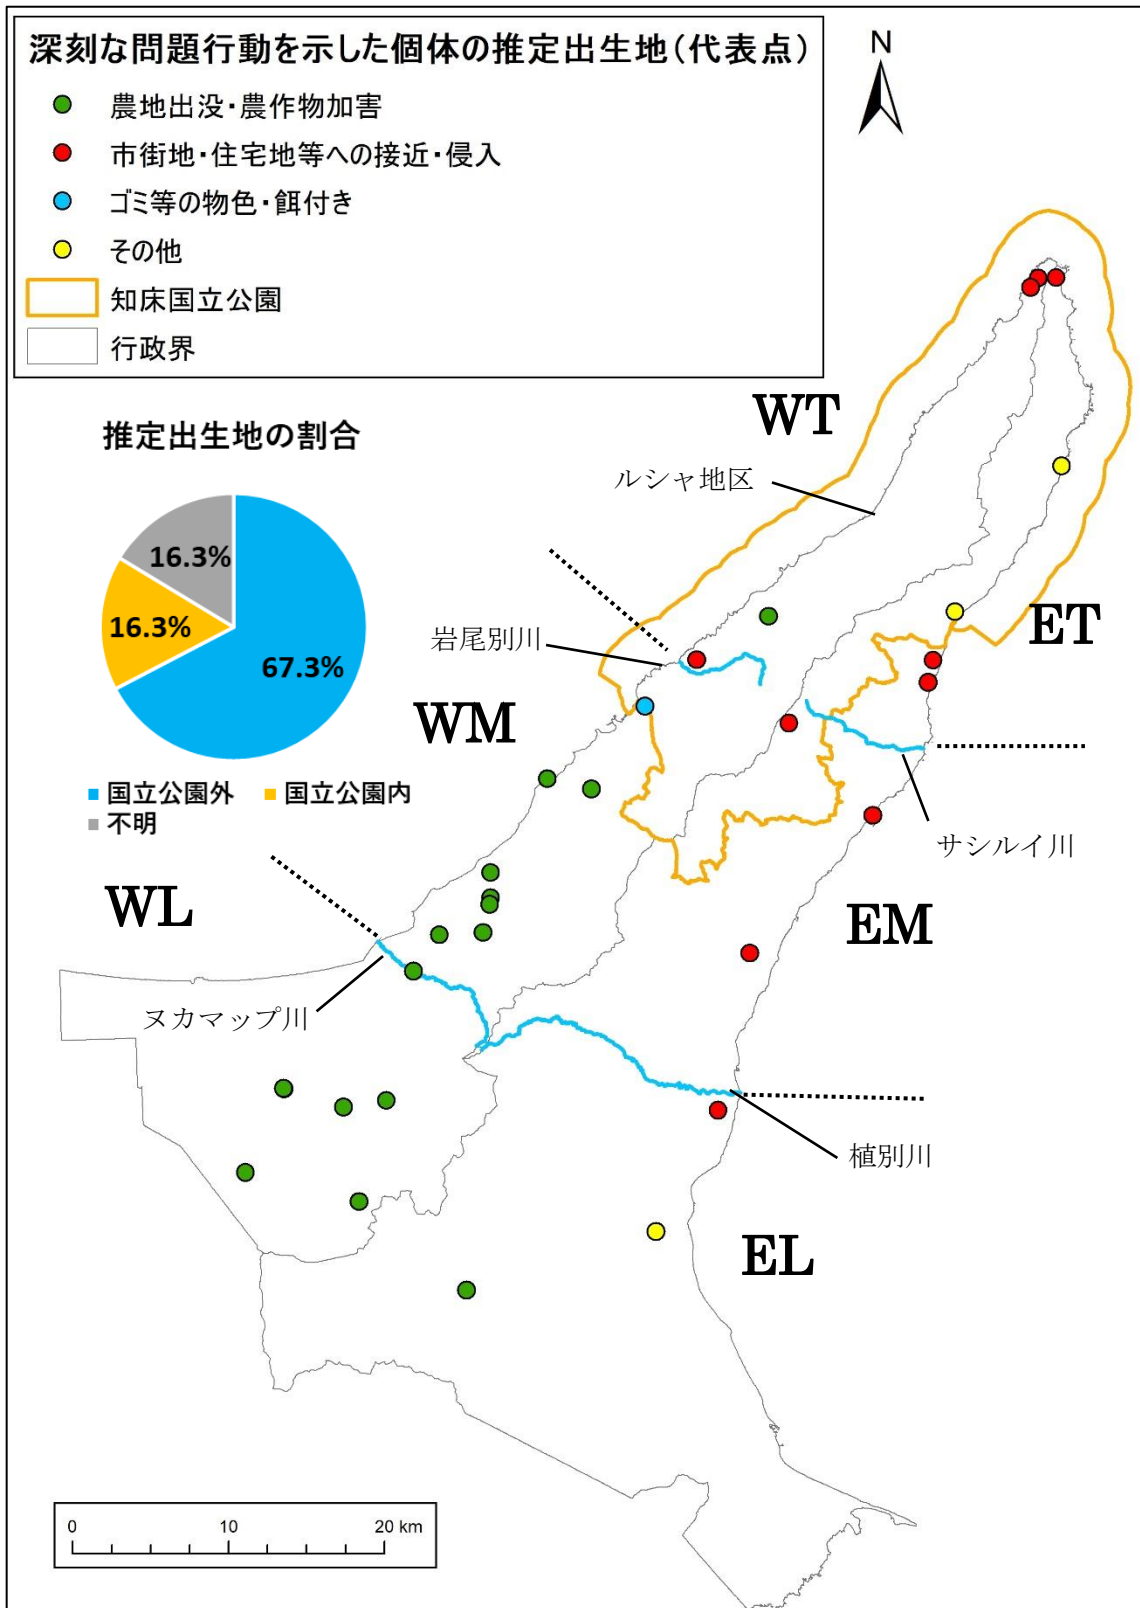 深刻な問題行動を示した個体の推定出生地(代表点)
農地出没・農作物加害
市街地・住宅地等への接近・侵入
ゴミ等の物色・餌付き
その他
知床国立公園
行政界
N
推定出生地の割合
16.3%
16.3%
67.3%
国立公園外 国立公園内
不明
WT
ルシャ地区
ET
岩尾別川
WM
サシルイ川
WL
EM
ヌカマップ川
植別川
EL
0 10 20 km